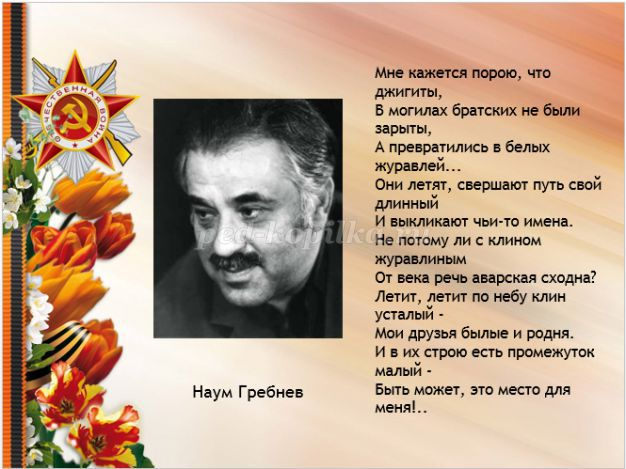 ОТЕЧЕСТВЕННАЯ ВОЙНА
Мне кажется порою, что
джигиты,
В могилах братских не были
зарыты,
А превратились в белых
журавлей...
Они летят, свершают путь свой
длинный
И выкликают чьи-то имена.
Не потому ли с клином
журавлиным
От века речь аварская сходна?
Летит, летит по небу клин
усталый -
Мои друзья былые и родня.
И в их строю есть промежуток
малый -
Быть может, это место для
меня!..
Наум Гребнев
ped-kopilka.ru